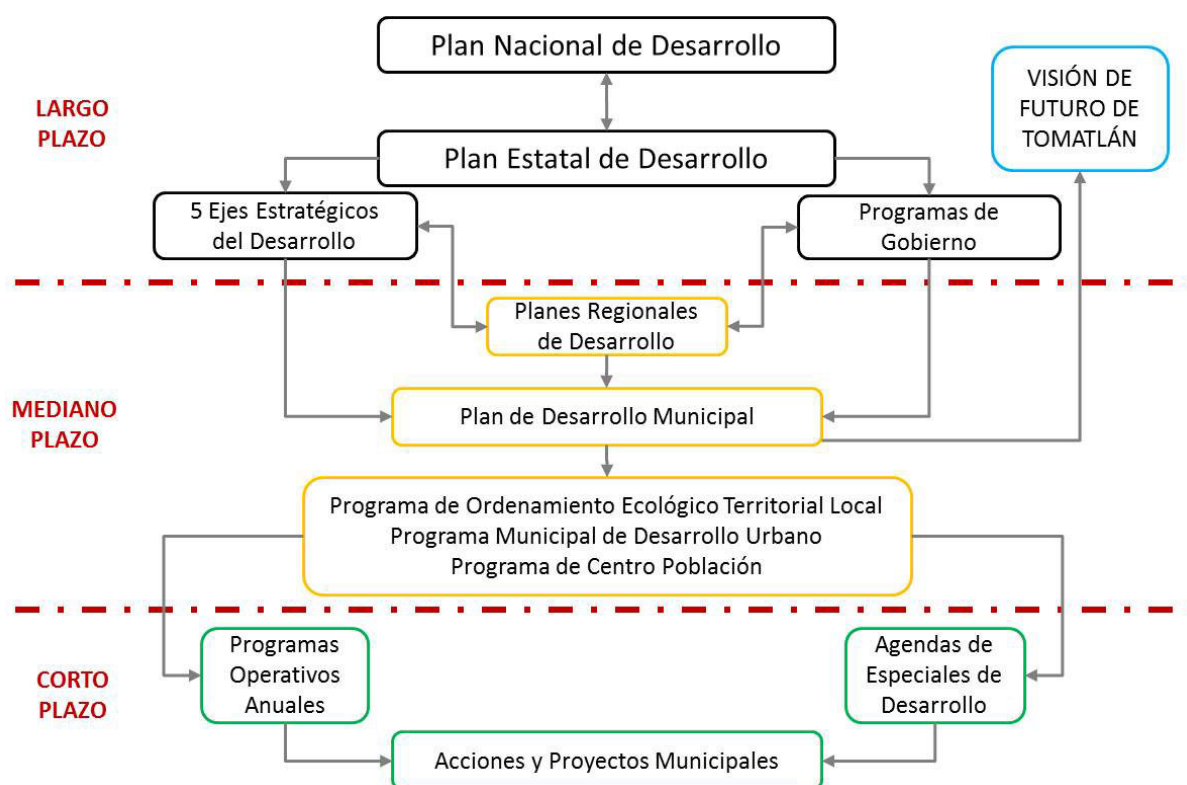 Plan Nacional de Desarrollo
VISIÓN DE
FUTURO DE
TOMATLÁN
LARGO
PLAZO
Plan Estatal de Desarrollo
5 Ejes Estratégicos
del Desarrollo
Programas de
Gobierno
Planes Regionales
de Desarrollo
MEDIANO
PLAZO
Plan de Desarrollo Municipal
Programa de Ordenamiento Ecológico Territorial Local
Programa Municipal de Desarrollo Urbano
Programa de Centro Población
CORTO
PLAZO
Programas
Operativos
Anuales
Agendas de
Especiales de
Desarrollo
Acciones y Proyectos Municipales